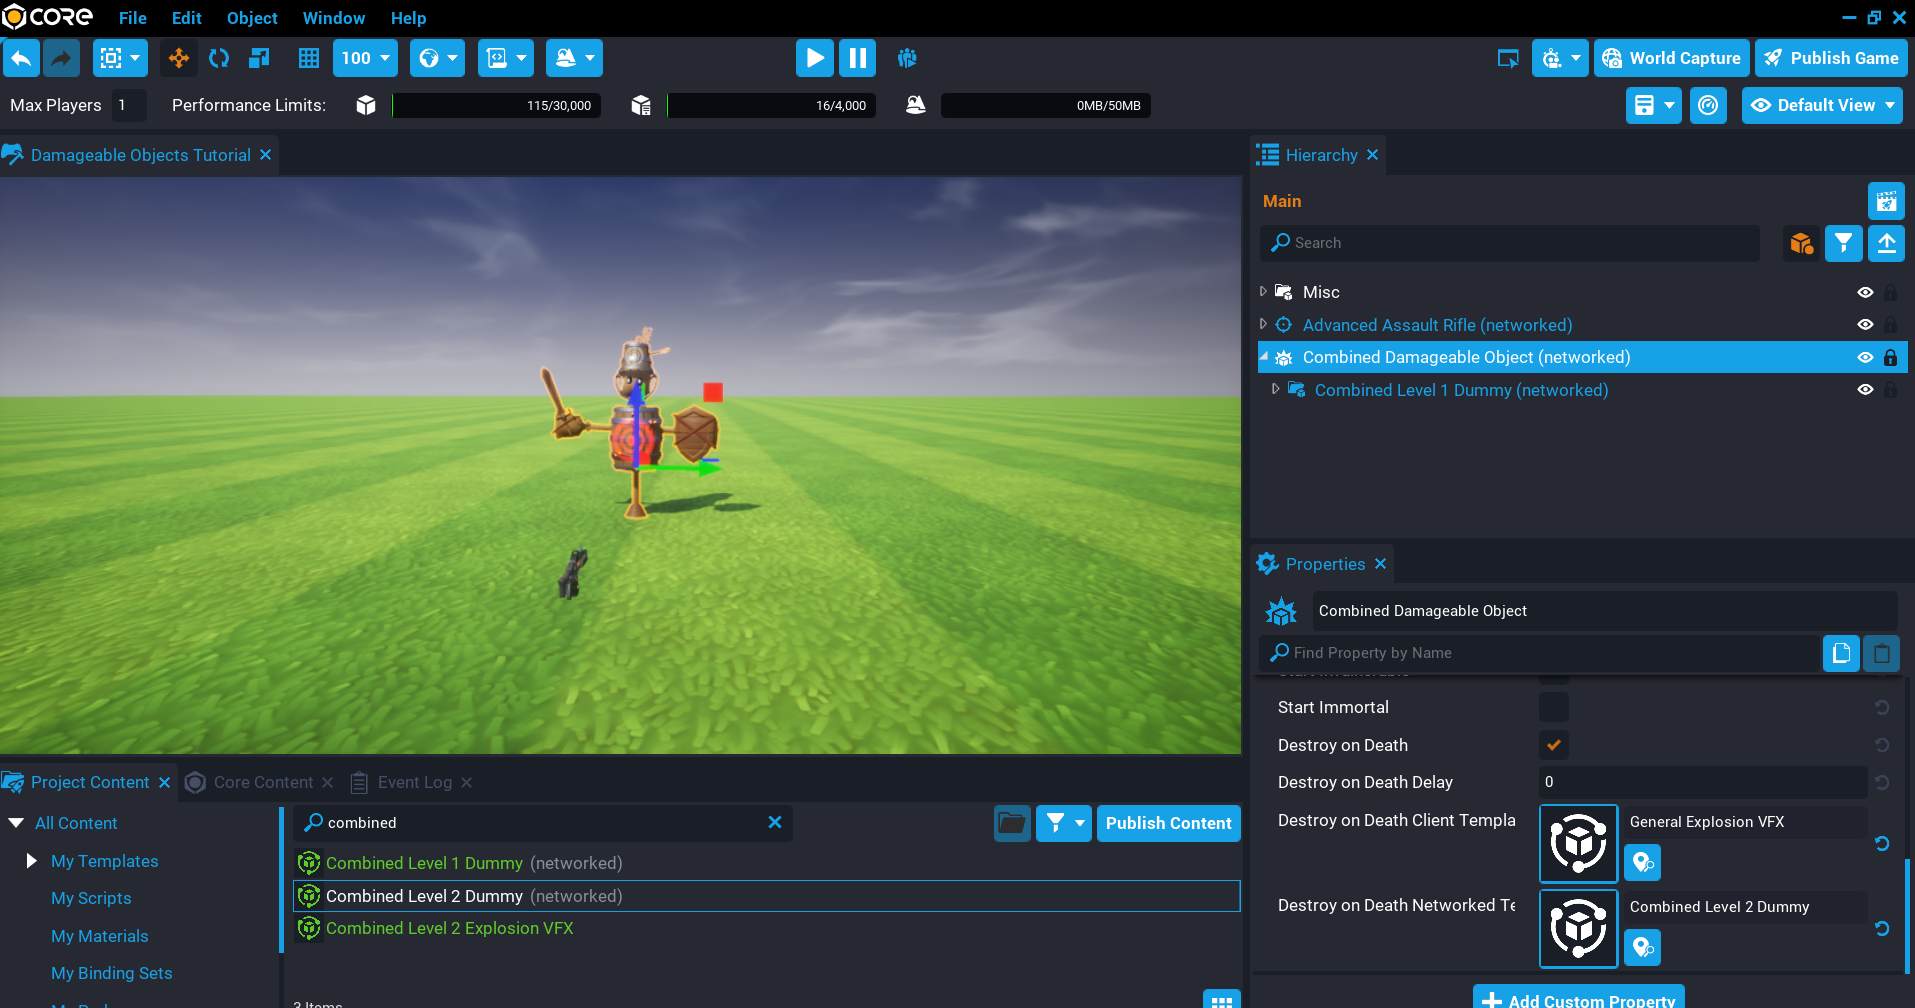 CORE File Edit Object Window Help
100 World Capture Publish Game
Max Players 1 Performance Limits: 115/30,000 16/4,000 0MB/50MB Default View
Damageable Objects Tutorial
Hierarchy
Main
Search
Misc
Advanced Assault Rifle (networked)
Combined Damageable Object (networked)
Combined Level 1 Dummy (networked)
Properties
Combined Damageable Object
Find Property by Name
Start Immortal
Destroy on Death
Destroy on Death Delay 0
Destroy on Death Client Templa General Explosion VFX
Destroy on Death Networked Te Combined Level 2 Dummy
Add Custom Property
Project Content Core Content Event Log
All Content
My Templates
My Scripts
My Materials
My Binding Sets
combined
Publish Content
Combined Level 1 Dummy (networked)
Combined Level 2 Dummy (networked)
Combined Level 2 Explosion VFX
3 Items